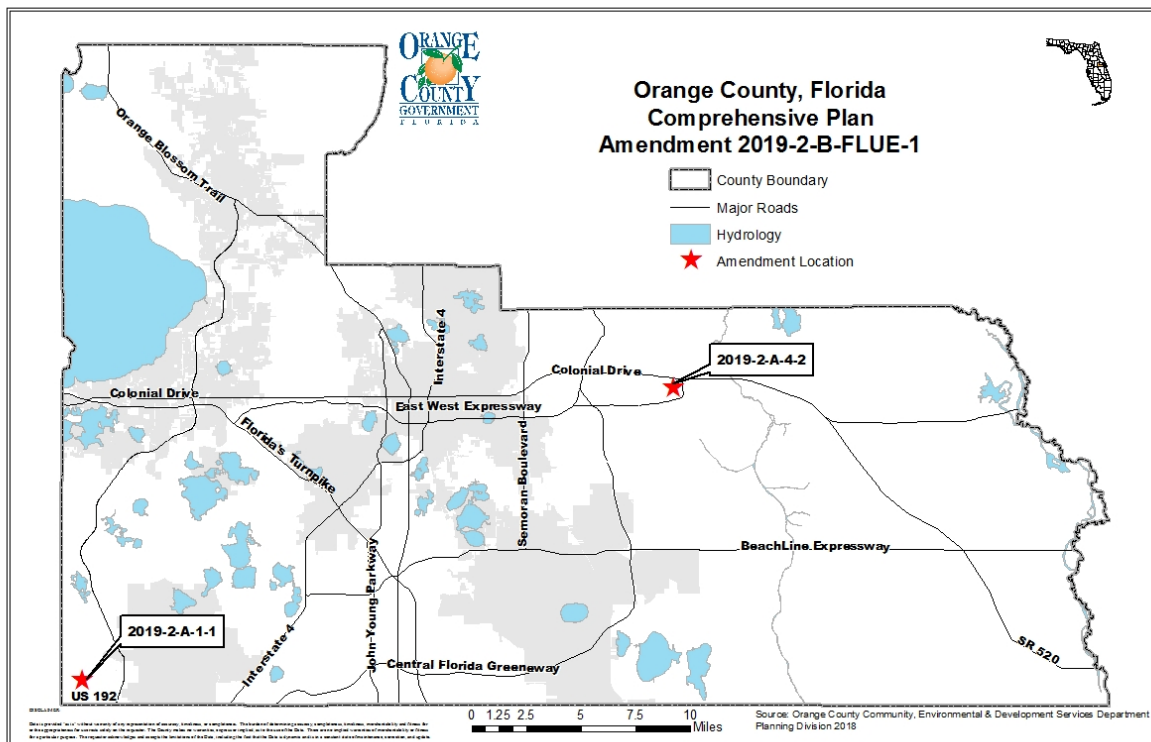 ORANGE
COUNTY
GOVERNMENT
FLORIDA
Orange County, Florida
Comprehensive Plan
Amendment 2019-2-B-FLUE-1
County Boundary
Major Roads
Hydrology
Amendment Location
Orange Blossom Trail
Interstate 4
2019-2-A-4-2
Colonial Drive
Colonial Drive
East West Expressway
Florida's Turnpike
Semoran Boulevard
BeachLine Expressway
John Young Parkway
2019-2-A-1-1
Interstate 4
Central Florida Greeneway
SR 520
US 192
0 1.25 2.5 5 7.5 10
Miles
Source: Orange County Community, Environmental & Development Services Department
Planning Division 2018